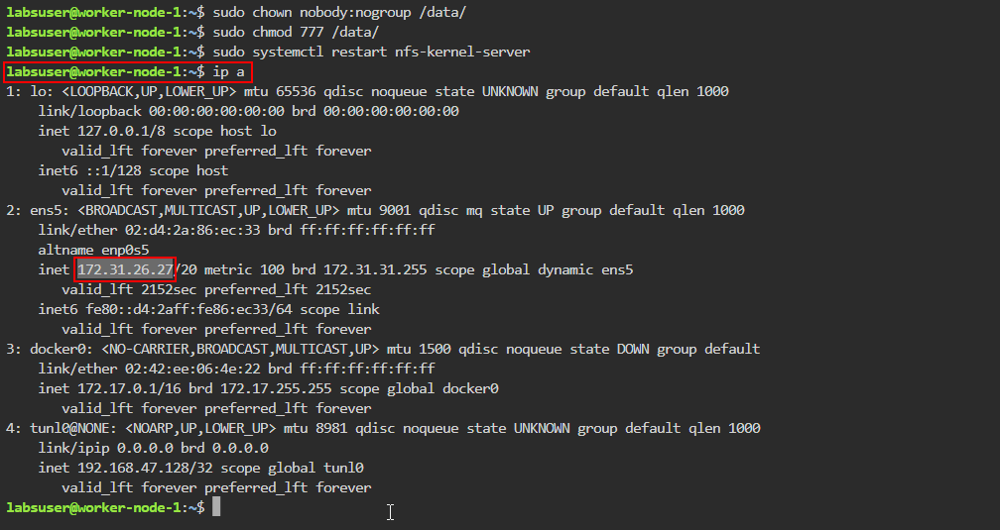 labsuser@worker-node-1:~$ sudo chown nobody:nogroup /data/
labsuser@worker-node-1:~$ sudo chmod 777 /data/
labsuser@worker-node-1:~$ sudo systemctl restart nfs-kernel-server
labsuser@worker-node-1:~$ ip a
1: lo: <LOOPBACK,UP,LOWER_UP> mtu 65536 qdisc noqueue state UNKNOWN group default qlen 1000
    link/loopback 00:00:00:00:00:00 brd 00:00:00:00:00:00
    inet 127.0.0.1/8 scope host lo
       valid_lft forever preferred_lft forever
    inet6 ::1/128 scope host
       valid_lft forever preferred_lft forever
2: ens5: <BROADCAST,MULTICAST,UP,LOWER_UP> mtu 9001 qdisc mq state UP group default qlen 1000
    link/ether 02:d4:2a:86:ec:33 brd ff:ff:ff:ff:ff:ff
    altname enp0s5
    inet 172.31.26.27/20 metric 100 brd 172.31.31.255 scope global dynamic ens5
       valid_lft 2152sec preferred_lft 2152sec
    inet6 fe80::d4:2aff:fe86:ec33/64 scope link
       valid_lft forever preferred_lft forever
3: docker0: <NO-CARRIER,BROADCAST,MULTICAST,UP> mtu 1500 qdisc noqueue state DOWN group default
    link/ether 02:42:ee:06:4e:22 brd ff:ff:ff:ff:ff:ff
    inet 172.17.0.1/16 brd 172.17.255.255 scope global docker0
       valid_lft forever preferred_lft forever
4: tunl0@NONE: <NOARP,UP,LOWER_UP> mtu 8981 qdisc noqueue state UNKNOWN group default qlen 1000
    link/ipip 0.0.0.0 brd 0.0.0.0
    inet 192.168.47.128/32 scope global tunl0
       valid_lft forever preferred_lft forever
labsuser@worker-node-1:~$